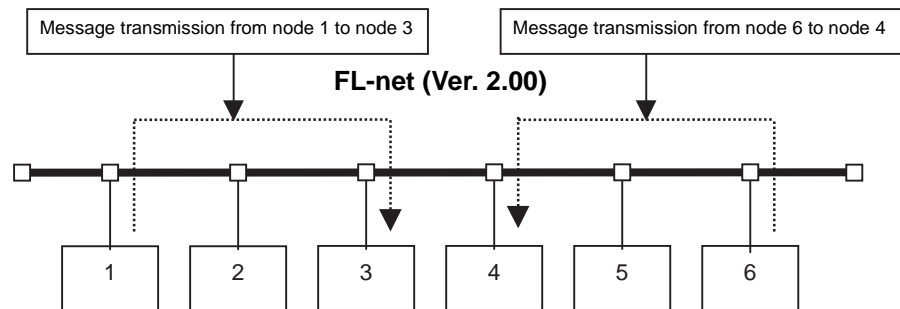 Message transmission from node 1 to node 3
Message transmission from node 6 to node 4
FL-net (Ver. 2.00)
1
2
3
4
5
6